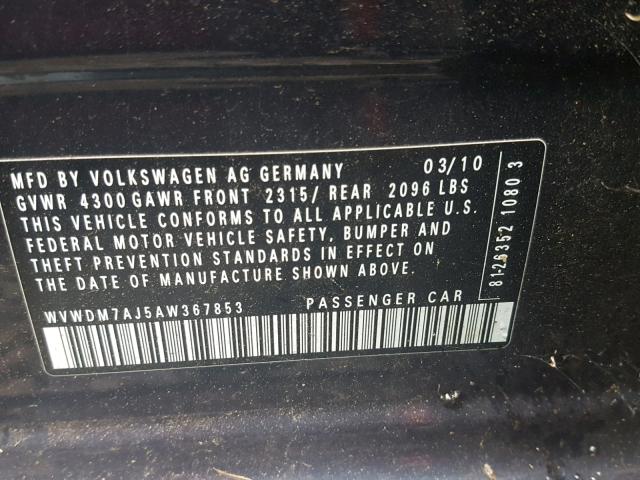 MFD BY VOLKSWAGEN AG GERMANY 03/10
GVWR 4300 GAWR FRONT 2315/ REAR 2096 LBS
THIS VEHICLE CONFORMS TO ALL APPLICABLE U.S.
FEDERAL MOTOR VEHICLE SAFETY, BUMPER AND
THEFT PREVENTION STANDARDS IN EFFECT ON
THE DATE OF MANUFACTURE SHOWN ABOVE.
WVWDM7AJ5AW367853 PASSENGER CAR
81-26352 1080 3